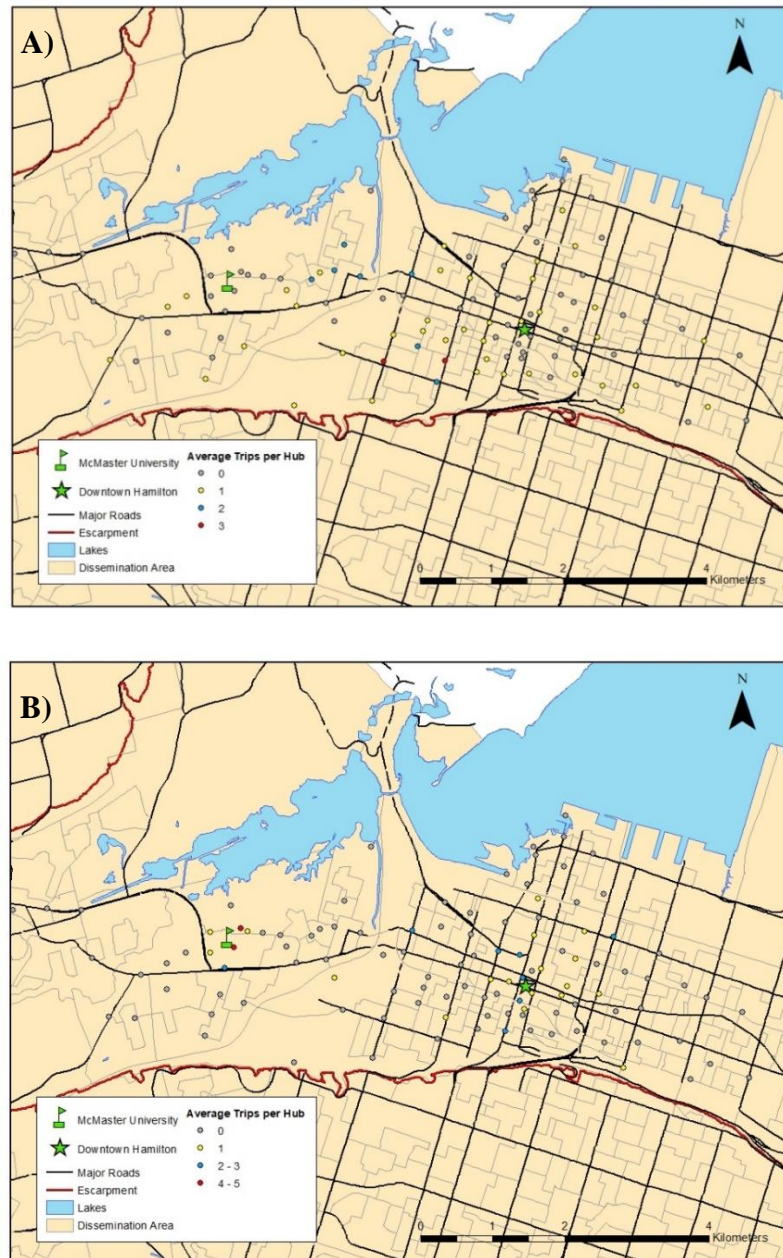 A)
N
McMaster University
Downtown Hamilton
Major Roads
Escarpment
Lakes
Dissemination Area
Average Trips per Hub
0
1
2
3
0 1 2 4
Kilometers
B)
N
McMaster University
Downtown Hamilton
Major Roads
Escarpment
Lakes
Dissemination Area
Average Trips per Hub
0
1
2 - 3
4 - 5
0 1 2 4
Kilometers